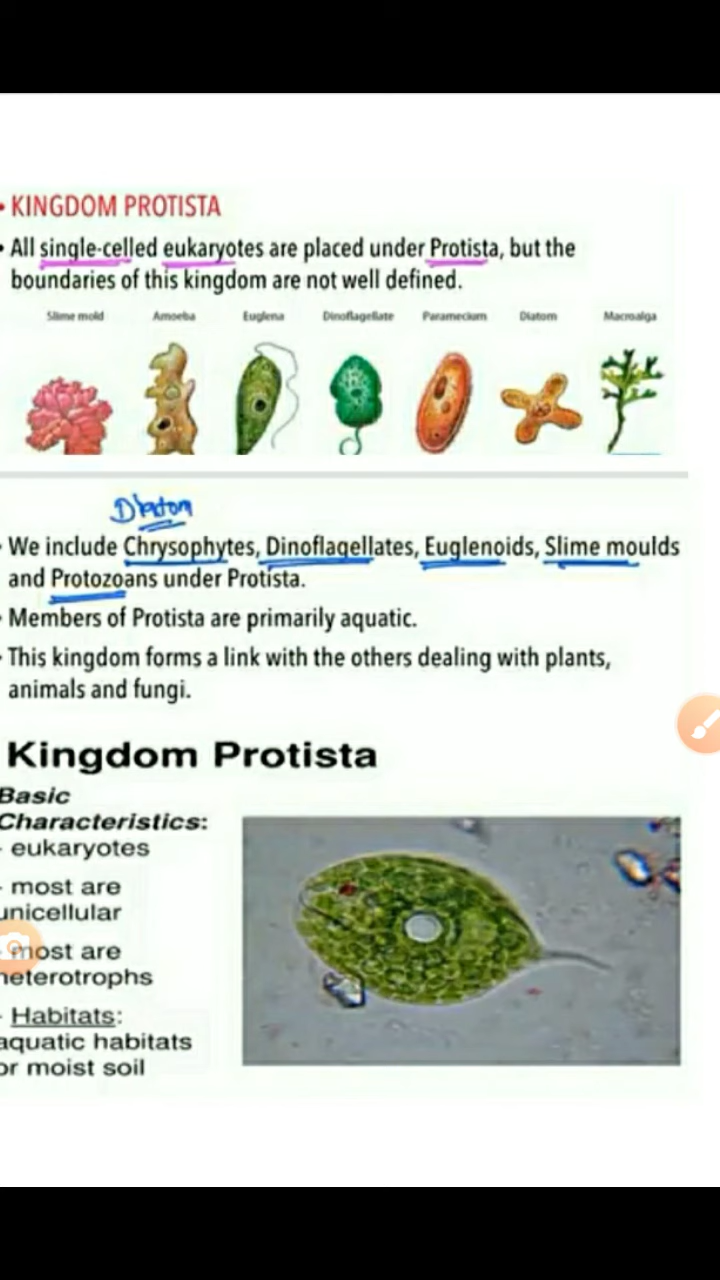 • KINGDOM PROTISTA
• All single-celled eukaryotes are placed under Protista, but the
boundaries of this kingdom are not well defined.
Slime mold Amoeba Euglena Dinoflagellate Paramecium Diatom Macroalga
Diatom
• We include Chrysophytes, Dinoflagellates, Euglenoids, Slime moulds
and Protozoans under Protista.
• Members of Protista are primarily aquatic.
• This kingdom forms a link with the others dealing with plants,
animals and fungi.
Kingdom Protista
Basic
Characteristics:
- eukaryotes
- most are
unicellular
most are
heterotrophs
- Habitats:
aquatic habitats
or moist soil